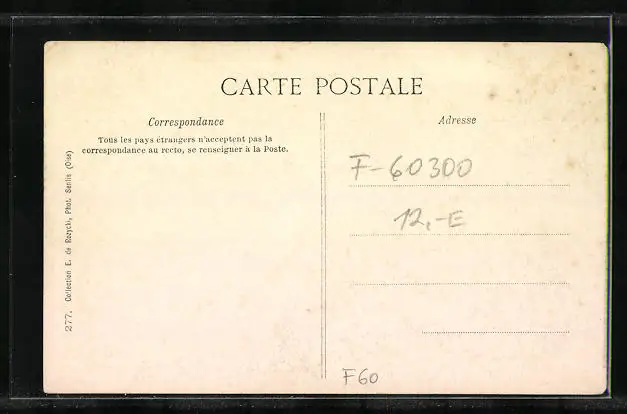 CARTE POSTALE
Correspondance
Tous les pays étrangers n'acceptent pas la
correspondance au recto, se renseigner à la Poste.
Adresse
F-60300
12,-E
F60
277. Collection E. de Rozycki, Phot. Senlis (Oise)